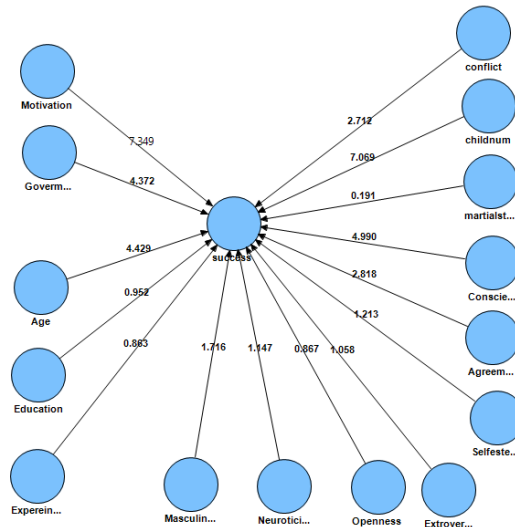 conflict
Motivation
2.712
7.349
childnum
Goverm...
4.372
7.069
martialst...
0.191
success
4.990
4.429
Conscie...
2.818
Age
0.952
1.213
Agreem...
0.863
1.716
1.147
0.867
1.058
Education
Selfeste...
Experein...
Masculin...
Neurotici...
Openness
Extrover...